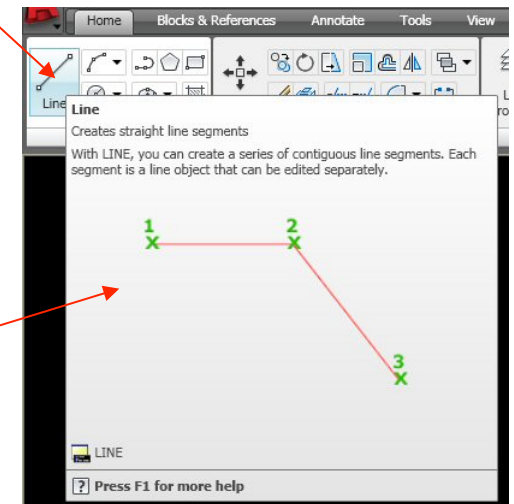 Home Blocks & References Annotate Tools View
Line
Line
Creates straight line segments
With LINE, you can create a series of contiguous line segments. Each
segment is a line object that can be edited separately.
1 2
3
LINE
? Press F1 for more help